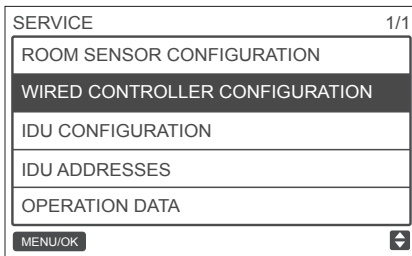 SERVICE 1/1
ROOM SENSOR CONFIGURATION
WIRED CONTROLLER CONFIGURATION
IDU CONFIGURATION
IDU ADDRESSES
OPERATION DATA
MENU/OK